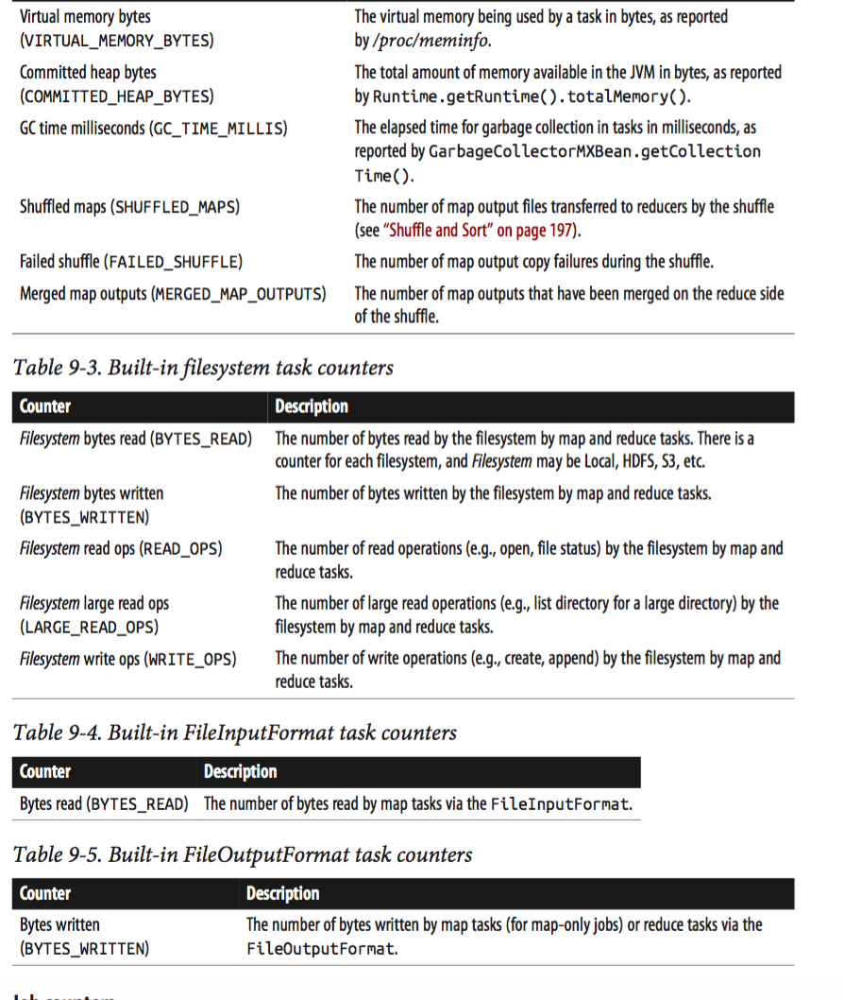 Virtual memory bytes The virtual memory being used by a task in bytes, as reported
(VIRTUAL_MEMORY_BYTES) by /proc/meminfo.
Committed heap bytes The total amount of memory available in the JVM in bytes, as reported
(COMMITTED_HEAP_BYTES) by Runtime.getRuntime().totalMemory().
GC time milliseconds (GC_TIME_MILLIS) The elapsed time for garbage collection in tasks in milliseconds, as
reported by GarbageCollectorMXBean.getCollection
Time().
Shuffled maps (SHUFFLED_MAPS) The number of map output files transferred to reducers by the shuffle
(see “Shuffle and Sort” on page 197).
Failed shuffle (FAILED_SHUFFLE) The number of map output copy failures during the shuffle.
Merged map outputs (MERGED_MAP_OUTPUTS) The number of map outputs that have been merged on the reduce side
of the shuffle.
Table 9-3. Built-in filesystem task counters
Counter Description
Filesystem bytes read (BYTES_READ) The number of bytes read by the filesystem by map and reduce tasks. There is a
counter for each filesystem, and Filesystem may be Local, HDFS, S3, etc.
Filesystem bytes written The number of bytes written by the filesystem by map and reduce tasks.
(BYTES_WRITTEN)
Filesystem read ops (READ_OPS) The number of read operations (e.g., open, file status) by the filesystem by map and
reduce tasks.
Filesystem large read ops The number of large read operations (e.g., list directory for a large directory) by the
(LARGE_READ_OPS) filesystem by map and reduce tasks.
Filesystem write ops (WRITE_OPS) The number of write operations (e.g., create, append) by the filesystem by map and
reduce tasks.
Table 9-4. Built-in FileInputFormat task counters
Counter Description
Bytes read (BYTES_READ) The number of bytes read by map tasks via the FileInputFormat.
Table 9-5. Built-in FileOutputFormat task counters
Counter Description
Bytes written The number of bytes written by map tasks (for map-only jobs) or reduce tasks via the
(BYTES_WRITTEN) FileOutputFormat.